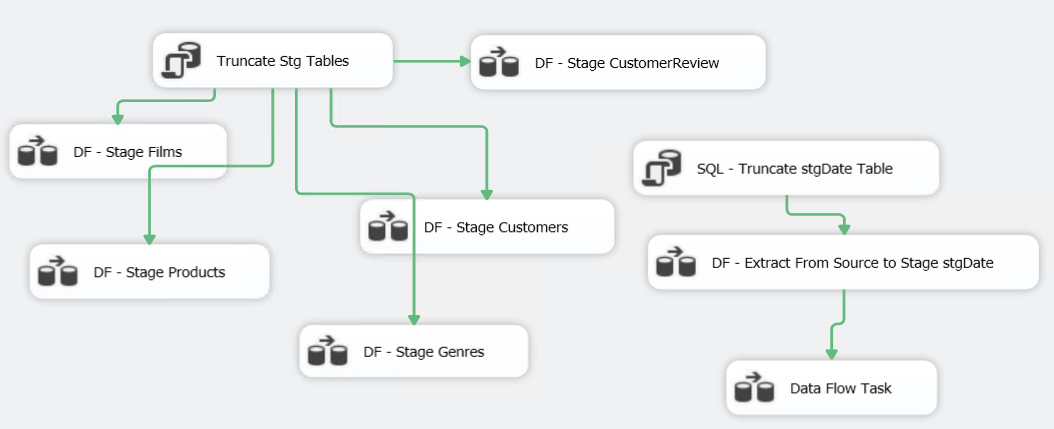 Truncate Stg Tables
DF - Stage CustomerReview
DF - Stage Films
SQL - Truncate stgDate Table
DF - Stage Customers
DF - Extract From Source to Stage stgDate
DF - Stage Products
DF - Stage Genres
Data Flow Task